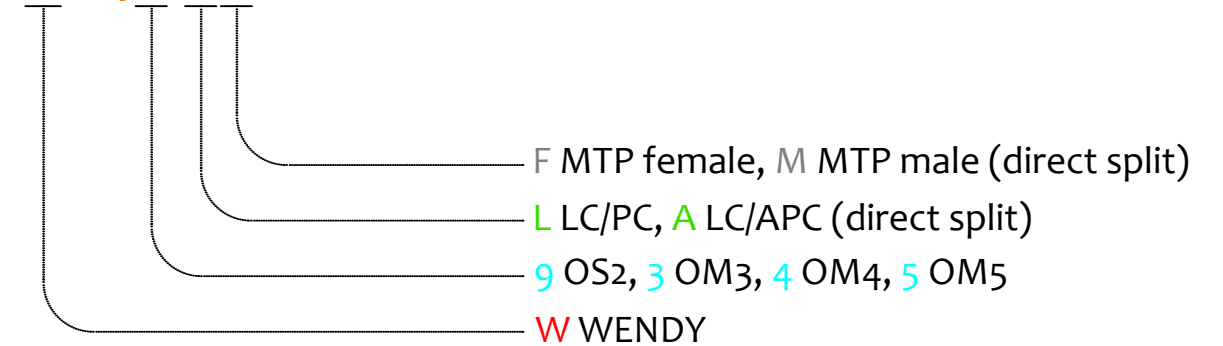 F MTP female, M MTP male (direct split)
L LC/PC, A LC/APC (direct split)
9 OS2, 3 OM3, 4 OM4, 5 OM5
W WENDY